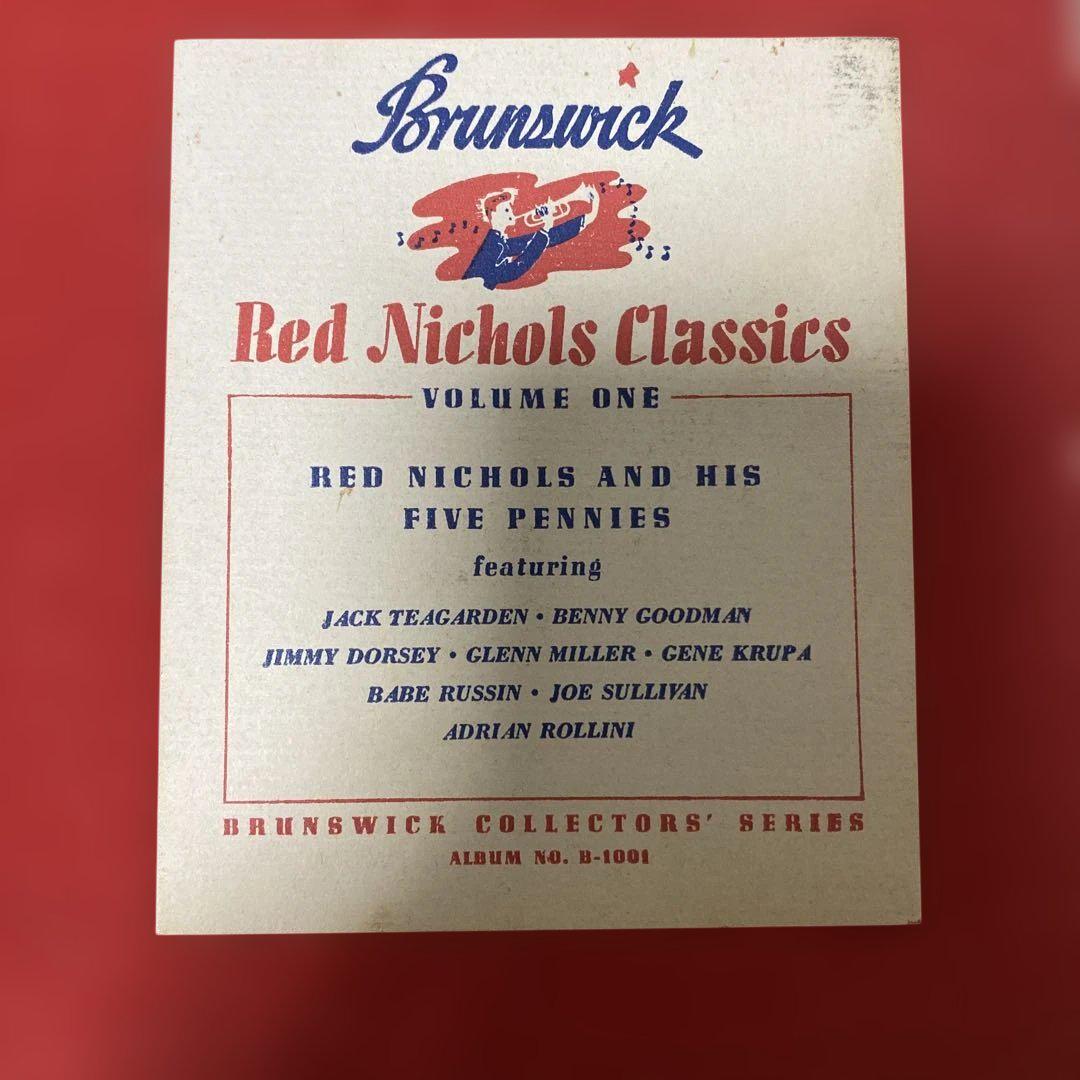 Brunswick
Red Nichols Classics
VOLUME ONE
RED NICHOLS AND HIS
FIVE PENNIES
featuring
JACK TEAGARDEN • BENNY GOODMAN
JIMMY DORSEY • GLENN MILLER • GENE KRUPA
BABE RUSSIN • JOE SULLIVAN
ADRIAN ROLLINI
BRUNSWICK COLLECTORS' SERIES
ALBUM NO. B-1001